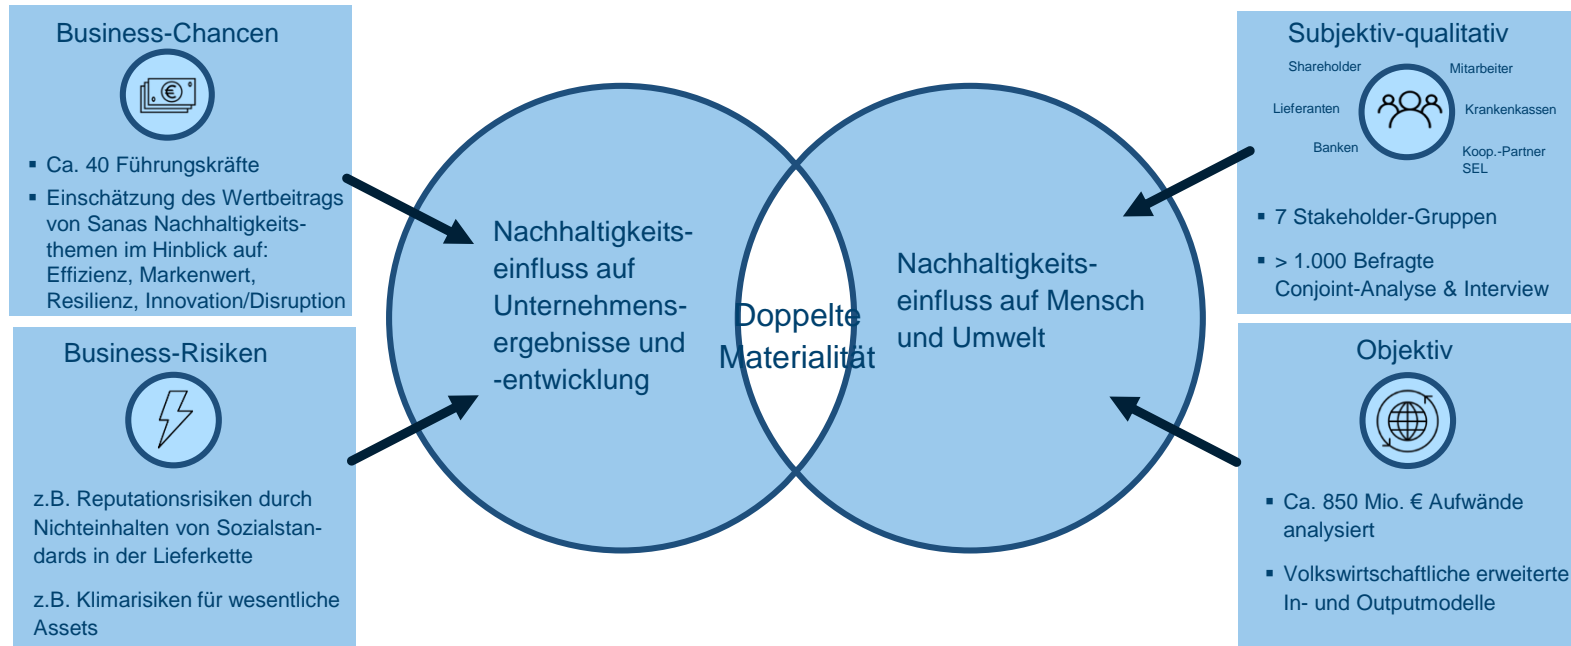 Business-Chancen
€
▪ Ca. 40 Führungskräfte
▪ Einschätzung des Wertbeitrags
von Sanas Nachhaltigkeits-
themen im Hinblick auf:
Effizienz, Markenwert,
Resilienz, Innovation/Disruption
Business-Risiken
z.B. Reputationsrisiken durch
Nichteinhalten von Sozialstan-
dards in der Lieferkette
z.B. Klimarisiken für wesentliche
Assets
Nachhaltigkeits-
einfluss auf
Unternehmens-
ergebnisse und
-entwicklung
Doppelte
Materialität
Nachhaltigkeits-
einfluss auf Mensch
und Umwelt
Subjektiv-qualitativ
Shareholder
Mitarbeiter
Lieferanten
Krankenkassen
Banken
Koop.-Partner
SEL
▪ 7 Stakeholder-Gruppen
▪ > 1.000 Befragte
Conjoint-Analyse & Interview
Objektiv
▪ Ca. 850 Mio. € Aufwände
analysiert
▪ Volkswirtschaftliche erweiterte
In- und Outputmodelle